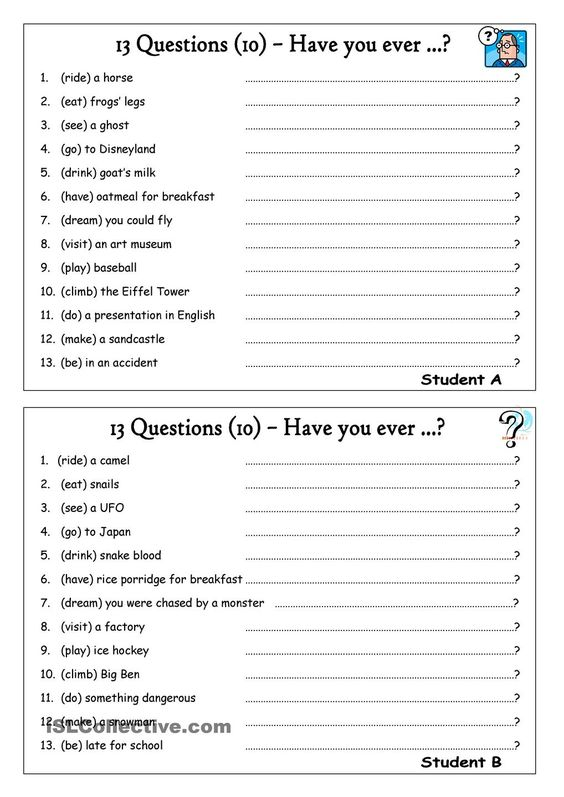 13 Questions (10) – Have you ever ...?
?
1. (ride) a horse ?
2. (eat) frogs' legs ?
3. (see) a ghost ?
4. (go) to Disneyland ?
5. (drink) goat's milk ?
6. (have) oatmeal for breakfast ?
7. (dream) you could fly ?
8. (visit) an art museum ?
9. (play) baseball ?
10. (climb) the Eiffel Tower ?
11. (do) a presentation in English ?
12. (make) a sandcastle ?
13. (be) in an accident ?
Student A
13 Questions (10) – Have you ever ...?
?
1. (ride) a camel ?
2. (eat) snails ?
3. (see) a UFO ?
4. (go) to Japan ?
5. (drink) snake blood ?
6. (have) rice porridge for breakfast ?
7. (dream) you were chased by a monster ?
8. (visit) a factory ?
9. (play) ice hockey ?
10. (climb) Big Ben ?
11. (do) something dangerous ?
12. (make) a snowman ?
iSLCollective.com
13. (be) late for school ?
Student B